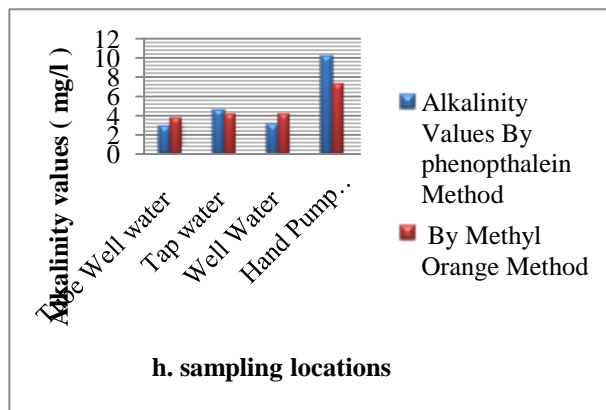 Alkalinity values ( mg/l )
12
10
8
6
4
2
0
Tube Well water
Tap water
Well Water
Hand Pump…
h. sampling locations
Alkalinity
Values By
phenopthalein
Method
By Methyl
Orange Method